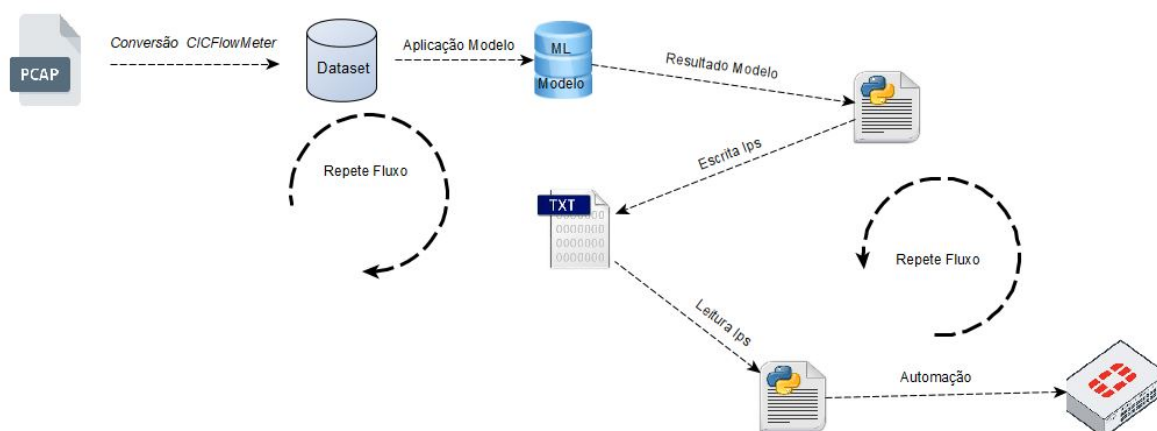 PCAP
Conversão CICFlowMeter
Dataset
Aplicação Modelo
ML
Modelo
Resultado Modelo
Escrita Ips
Repete Fluxo
TXT
0000000
0000000
0000000
0000000
Repete Fluxo
Leitura Ips
Automação